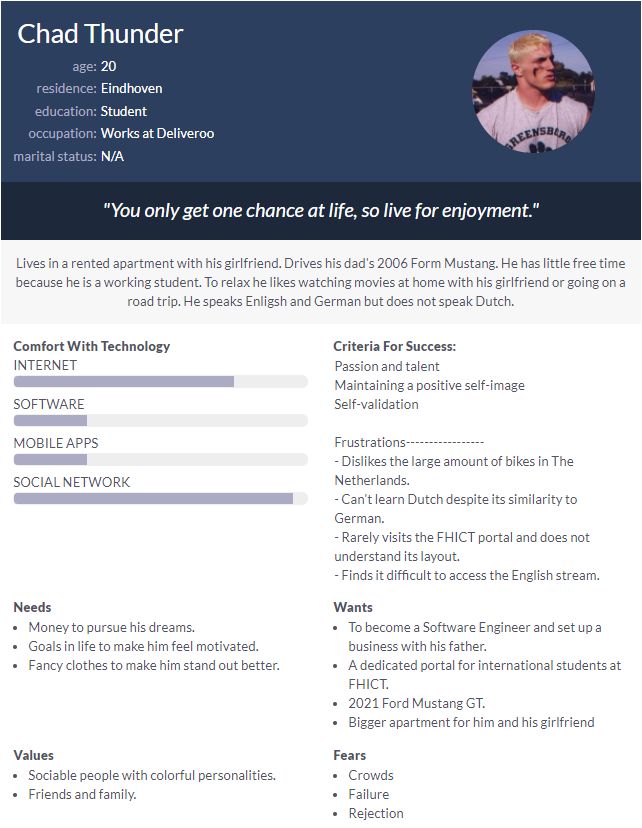 Chad Thunder
age: 20
residence: Eindhoven
education: Student
occupation: Works at Deliveroo
marital status: N/A
GREENSBORO
"You only get one chance at life, so live for enjoyment."
Lives in a rented apartment with his girlfriend. Drives his dad's 2006 Form Mustang. He has little free time
because he is a working student. To relax he likes watching movies at home with his girlfriend or going on a
road trip. He speaks Enligsh and German but does not speak Dutch.
Comfort With Technology
INTERNET
SOFTWARE
MOBILE APPS
SOCIAL NETWORK
Criteria For Success:
Passion and talent
Maintaining a positive self-image
Self-validation
Frustrations-----------------
- Dislikes the large amount of bikes in The
Netherlands.
- Can't learn Dutch despite its similarity to
German.
- Rarely visits the FHICT portal and does not
understand its layout.
- Finds it difficult to access the English stream.
Needs
• Money to pursue his dreams.
• Goals in life to make him feel motivated.
• Fancy clothes to make him stand out better.
Wants
• To become a Software Engineer and set up a
business with his father.
• A dedicated portal for international students at
FHICT.
• 2021 Ford Mustang GT.
• Bigger apartment for him and his girlfriend
Values
• Sociable people with colorful personalities.
• Friends and family.
Fears
• Crowds
• Failure
• Rejection